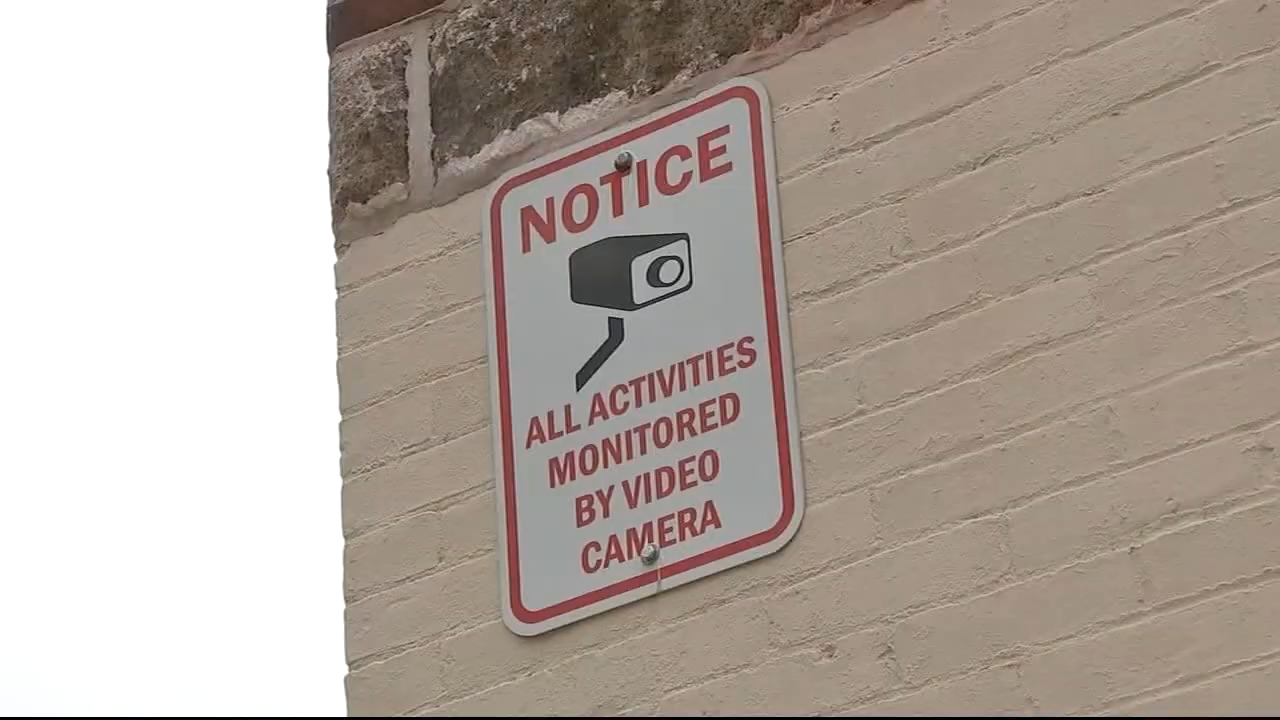 NOTICE
ALL ACTIVITIES
MONITORED
BY VIDEO
CAMERA